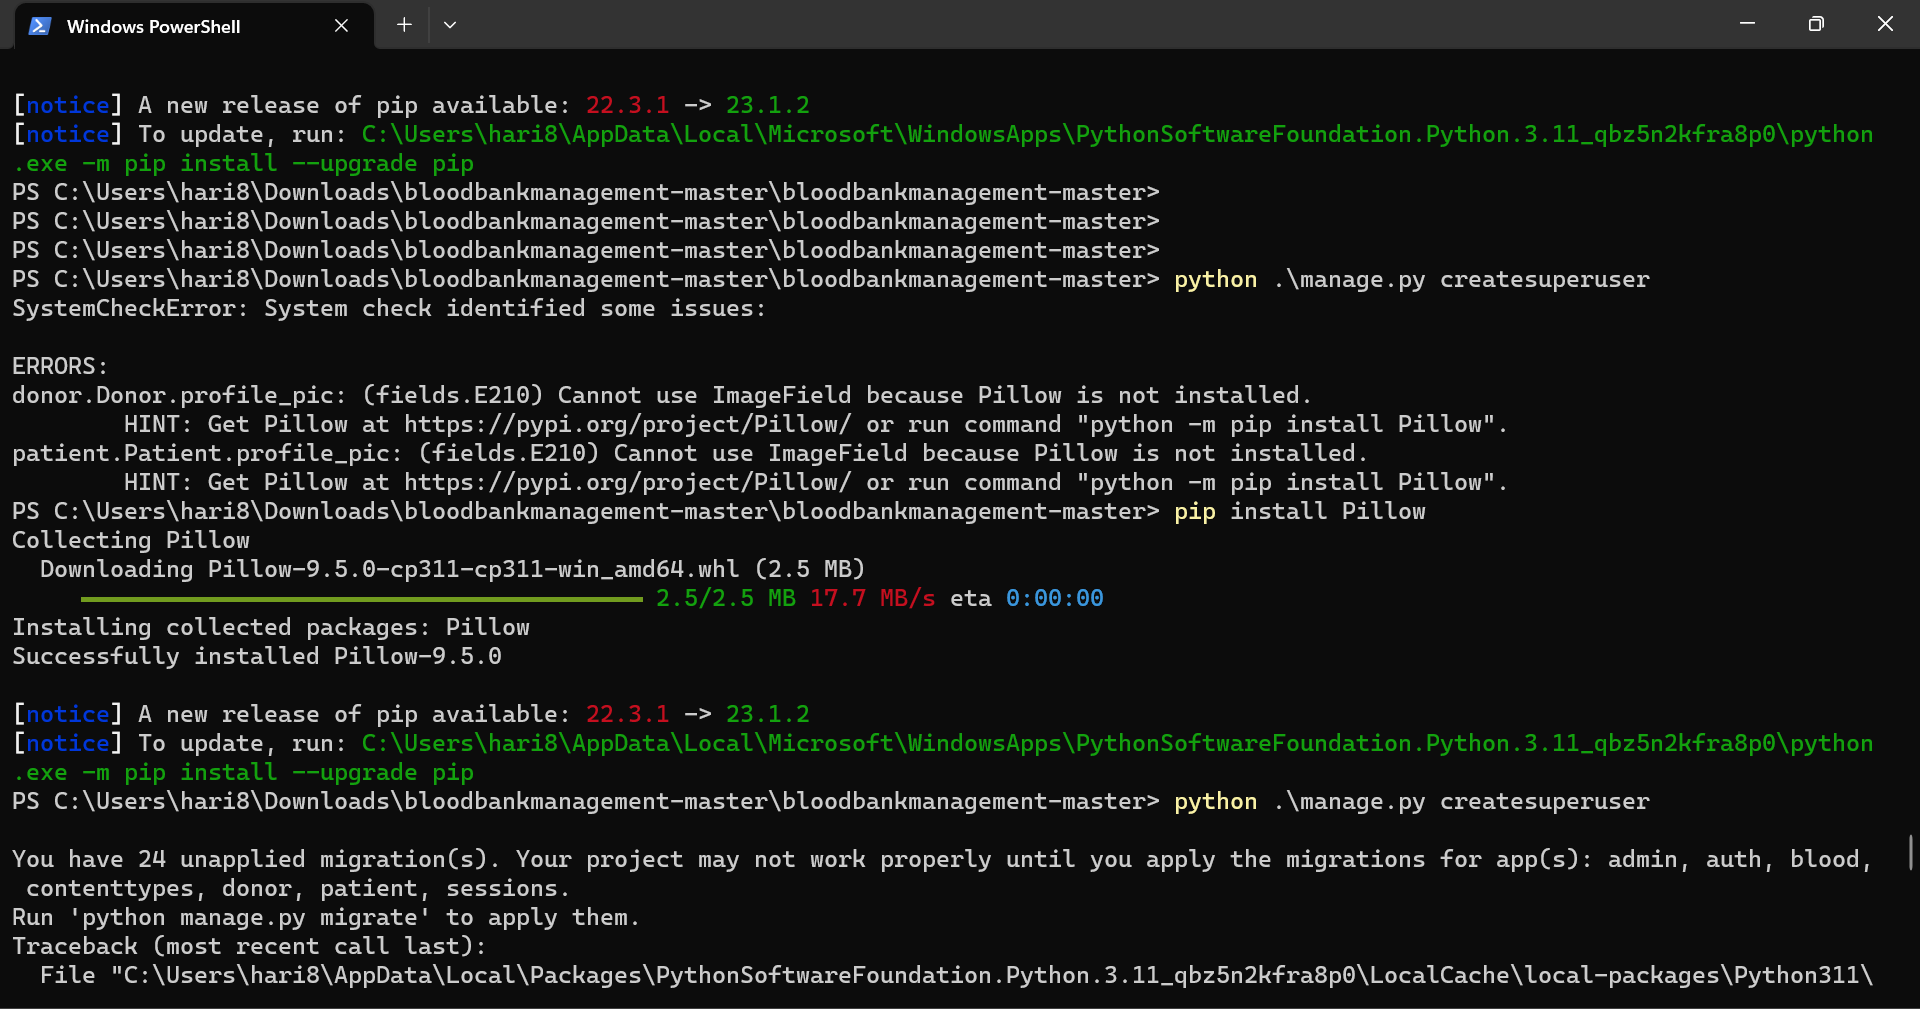 Windows PowerShell
[notice] A new release of pip available: 22.3.1 -> 23.1.2
[notice] To update, run: C:\Users\hari8\AppData\Local\Microsoft\WindowsApps\PythonSoftwareFoundation.Python.3.11_qbz5n2kfra8p0\python
.exe -m pip install --upgrade pip
PS C:\Users\hari8\Downloads\bloodbankmanagement-master\bloodbankmanagement-master>
PS C:\Users\hari8\Downloads\bloodbankmanagement-master\bloodbankmanagement-master>
PS C:\Users\hari8\Downloads\bloodbankmanagement-master\bloodbankmanagement-master>
PS C:\Users\hari8\Downloads\bloodbankmanagement-master\bloodbankmanagement-master> python .\manage.py createsuperuser
SystemCheckError: System check identified some issues:
ERRORS:
donor.Donor.profile_pic: (fields.E210) Cannot use ImageField because Pillow is not installed.
HINT: Get Pillow at https://pypi.org/project/Pillow/ or run command "python -m pip install Pillow".
patient.Patient.profile_pic: (fields.E210) Cannot use ImageField because Pillow is not installed.
HINT: Get Pillow at https://pypi.org/project/Pillow/ or run command "python -m pip install Pillow".
PS C:\Users\hari8\Downloads\bloodbankmanagement-master\bloodbankmanagement-master> pip install Pillow
Collecting Pillow
Downloading Pillow-9.5.0-cp311-cp311-win_amd64.whl (2.5 MB)
2.5/2.5 MB 17.7 MB/s eta 0:00:00
Installing collected packages: Pillow
Successfully installed Pillow-9.5.0
[notice] A new release of pip available: 22.3.1 -> 23.1.2
[notice] To update, run: C:\Users\hari8\AppData\Local\Microsoft\WindowsApps\PythonSoftwareFoundation.Python.3.11_qbz5n2kfra8p0\python
.exe -m pip install --upgrade pip
PS C:\Users\hari8\Downloads\bloodbankmanagement-master\bloodbankmanagement-master> python .\manage.py createsuperuser
You have 24 unapplied migration(s). Your project may not work properly until you apply the migrations for app(s): admin, auth, blood,
contenttypes, donor, patient, sessions.
Run 'python manage.py migrate' to apply them.
Traceback (most recent call last):
File "C:\Users\hari8\AppData\Local\Packages\PythonSoftwareFoundation.Python.3.11_qbz5n2kfra8p0\LocalCache\local-packages\Python311\